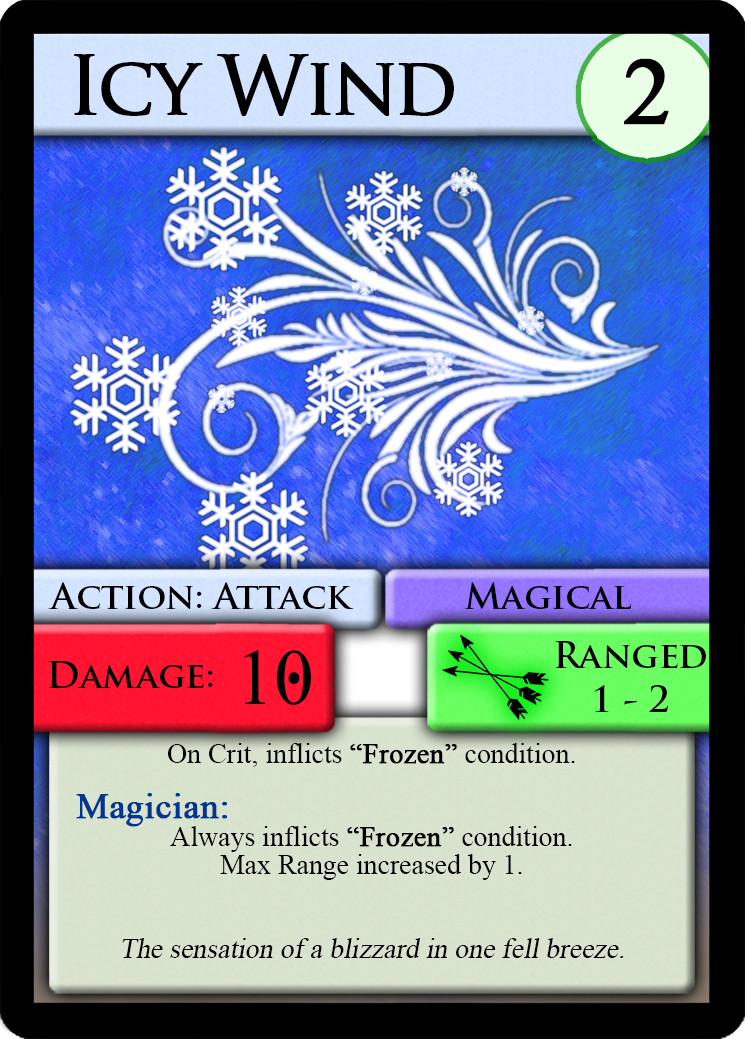 Icy Wind
2
Action: Attack
Magical
Damage: 10
Ranged
1 - 2
On Crit, inflicts “Frozen” condition.
Magician:
Always inflicts “Frozen” condition.
Max Range increased by 1.
The sensation of a blizzard in one fell breeze.